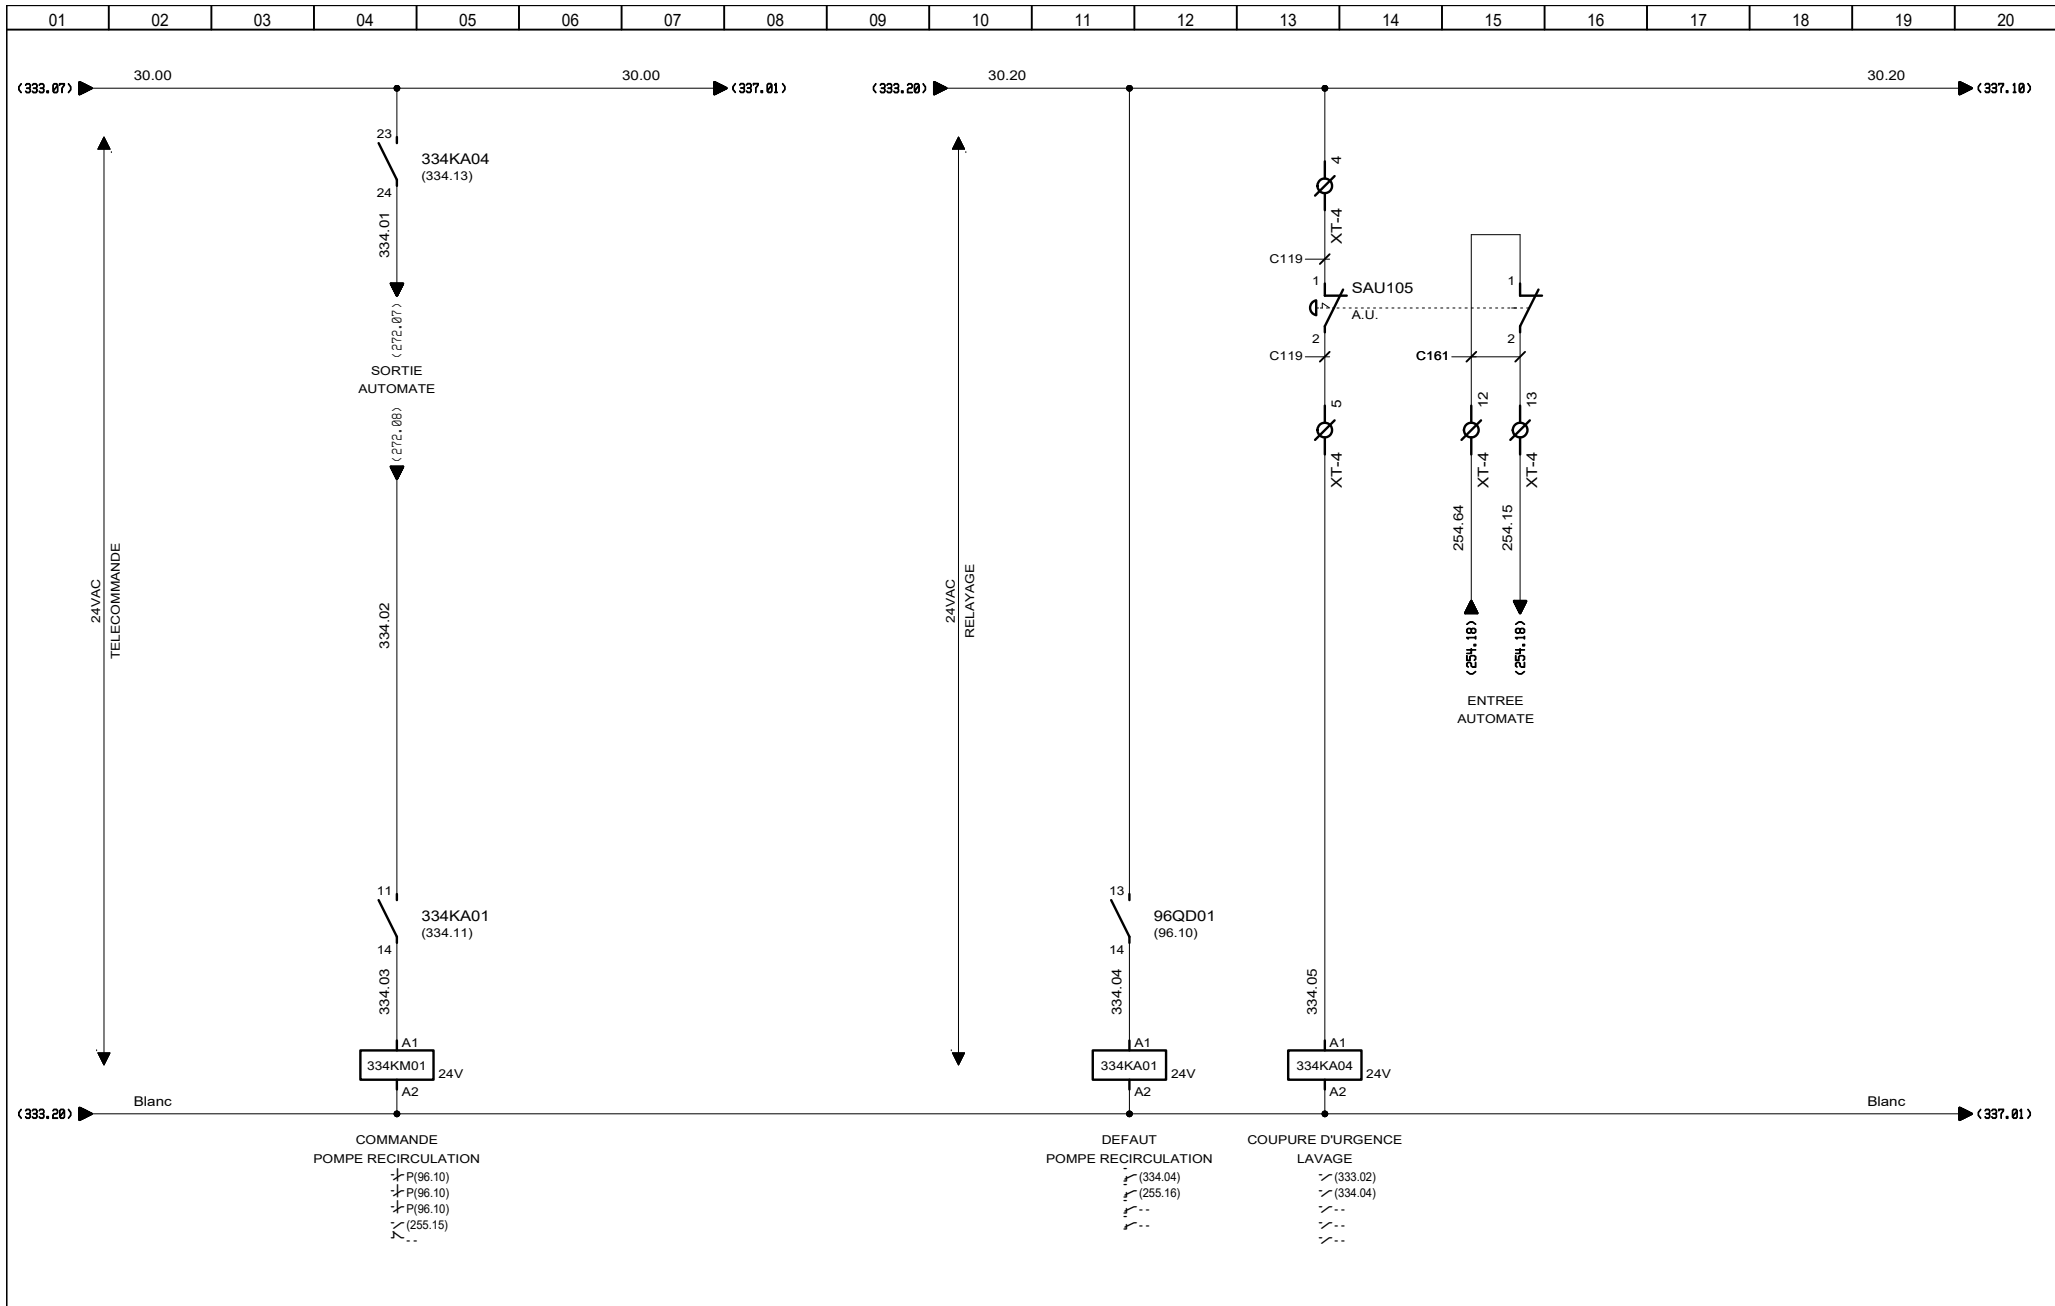 01 02 03 04 05 06 07 08 09 10 11 12 13 14 15 16 17 18 19 20
30.00 30.00 30.20 30.20
(333.07) (337.01) (333.20) (337.10)
23
334KA04
(334.13)
24
334.01
(272.07)
SORTIE
AUTOMATE
(272.08)
24VAC
TELECOMMANDE
334.02
11
334KA01
(334.11)
14
334.03
A1
334KM01
24V
A2
24VAC
RELAYAGE
13
96QD01
(96.10)
14
334.04
A1
334KA01
24V
A2
4
XT-4
C119
1
SAU105
A.U.
2
C119
5
XT-4
334.05
A1
334KA04
24V
A2
1
2
C161
12
13
XT-4
XT-4
254.64
254.15
(254.18)
(254.18)
ENTREE
AUTOMATE
Blanc Blanc
(333.20) (337.01)
COMMANDE
POMPE RECIRCULATION
P(96.10)
P(96.10)
P(96.10)
(255.15)
--
DEFAUT
POMPE RECIRCULATION
(334.04)
(255.16)
--
--
COUPURE D'URGENCE
LAVAGE
(333.02)
(334.04)
--
--
--